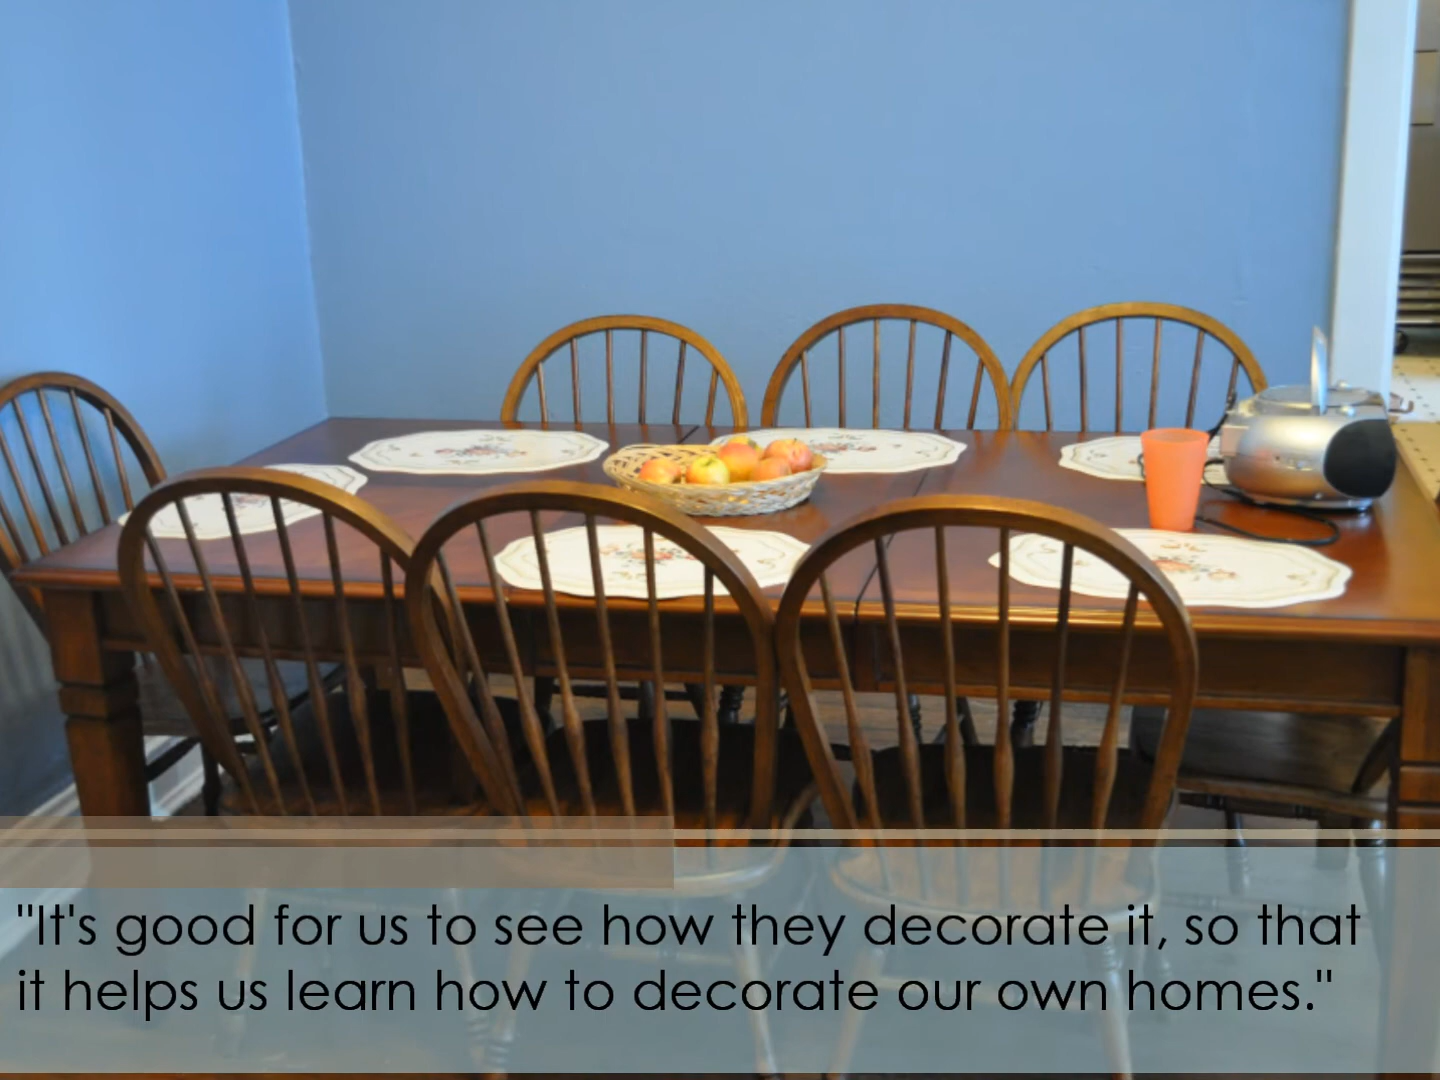 "It's good for us to see how they decorate it, so that
it helps us learn how to decorate our own homes."